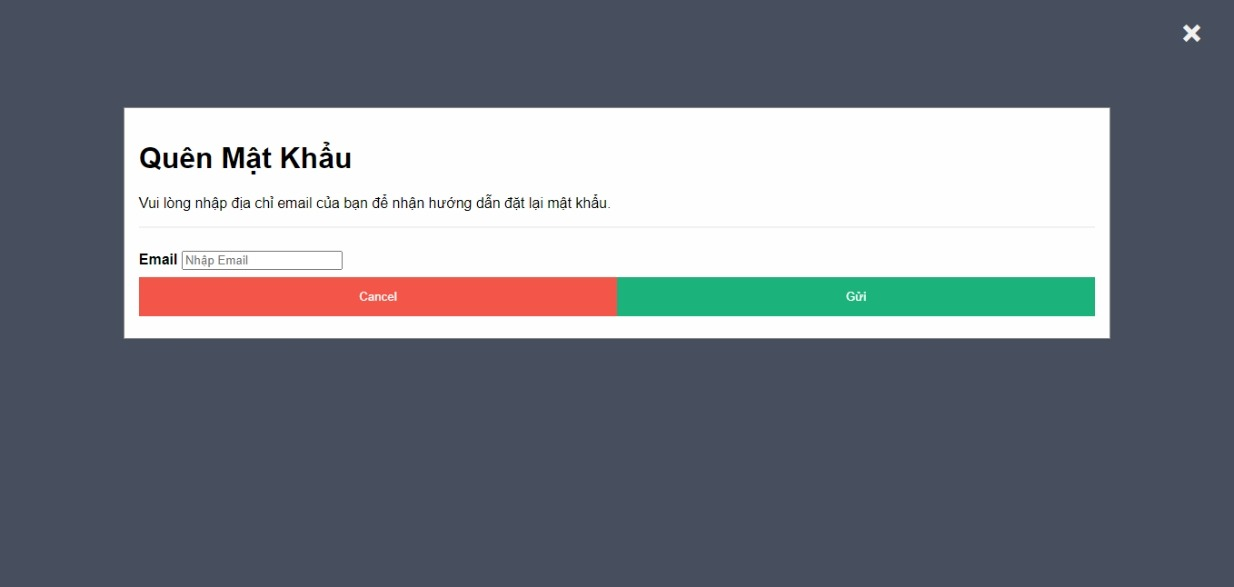 ×
Quên Mật Khẩu
Vui lòng nhập địa chỉ email của bạn để nhận hướng dẫn đặt lại mật khẩu.
Email Nhập Email
Cancel Gửi